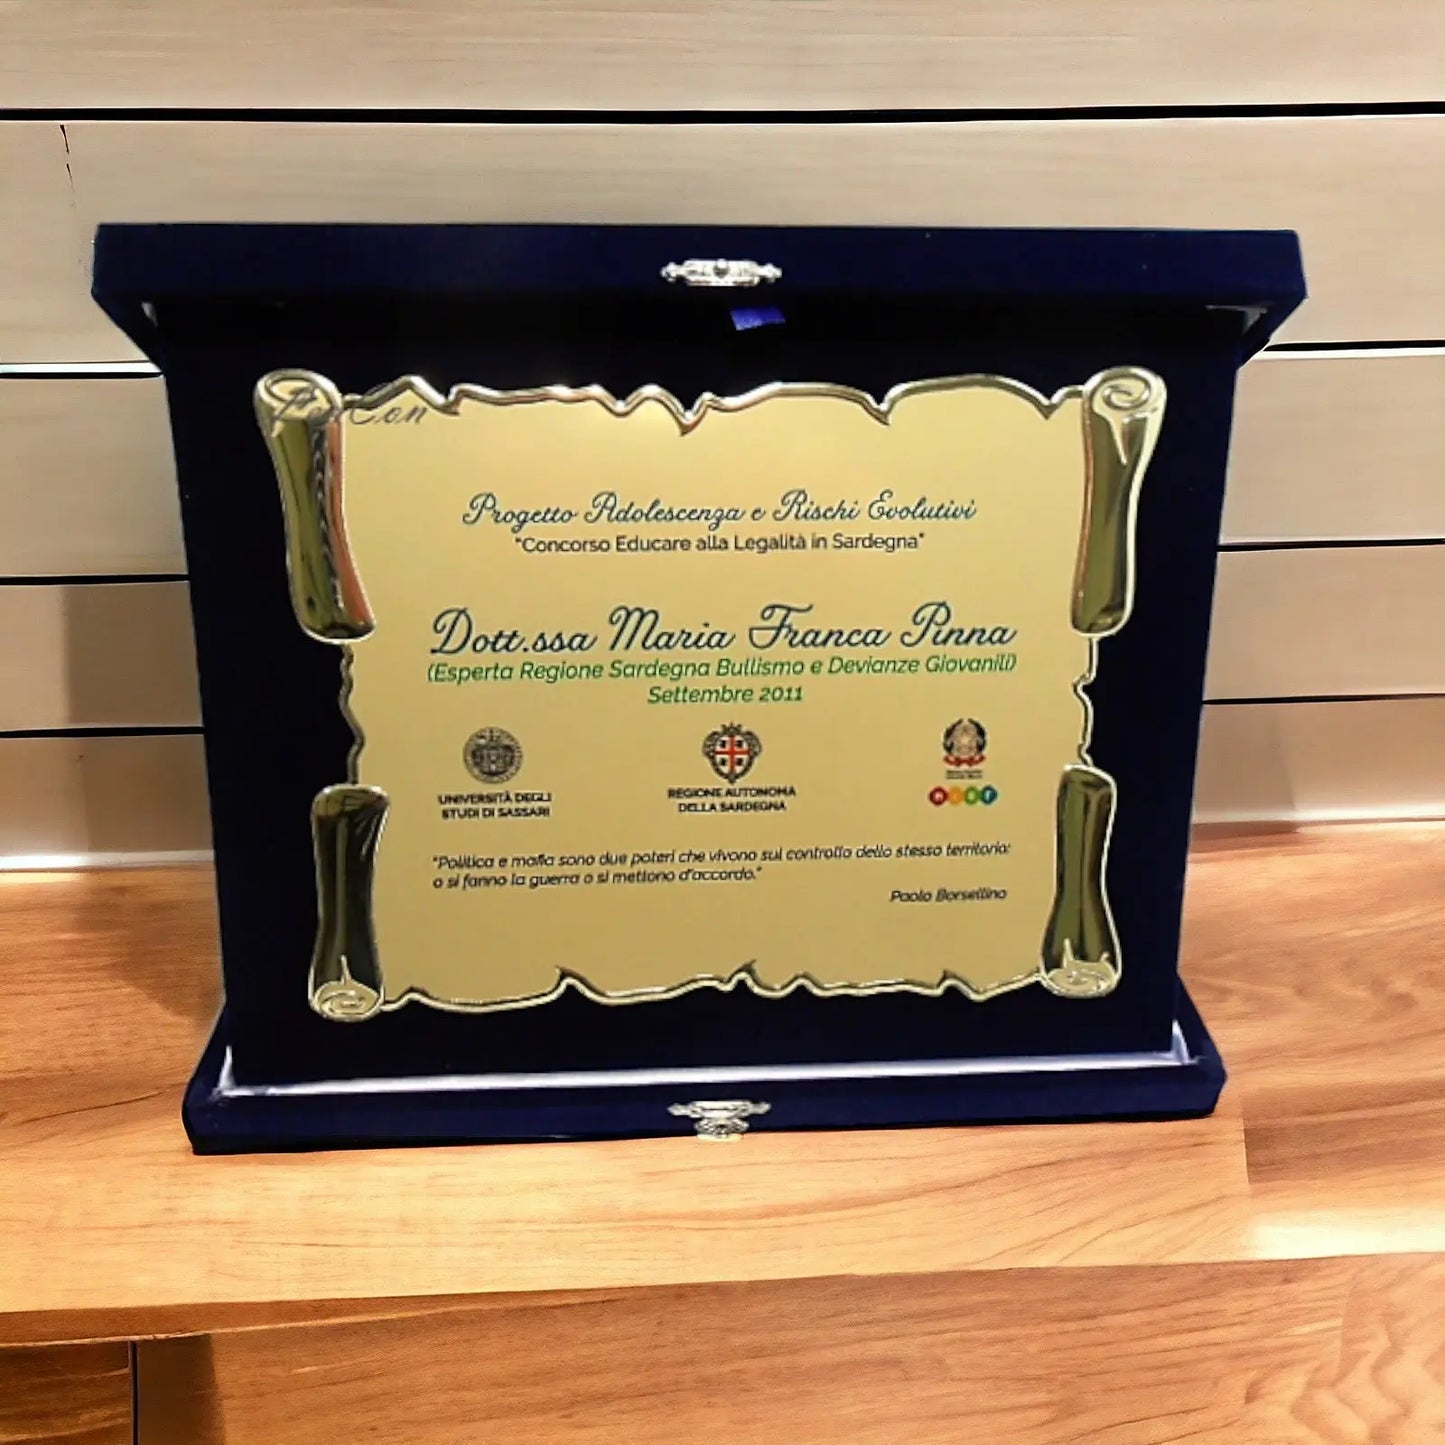 Progetto Adolescenza e Rischi Evolutivi
"Concorso Educare alla Legalità in Sardegna"
Dott.ssa Maria Franca Pinna
(Esperta Regione Sardegna Bullismo e Devianze Giovanili)
Settembre 2011
UNIVERSITÀ DEGLI
STUDI DI SASSARI
REGIONE AUTONOMA
DELLA SARDEGNA
"Politica e mafia sono due poteri che vivono sul controllo dello stesso territorio:
o si fanno la guerra o si mettono d'accordo."
Paolo Borsellino